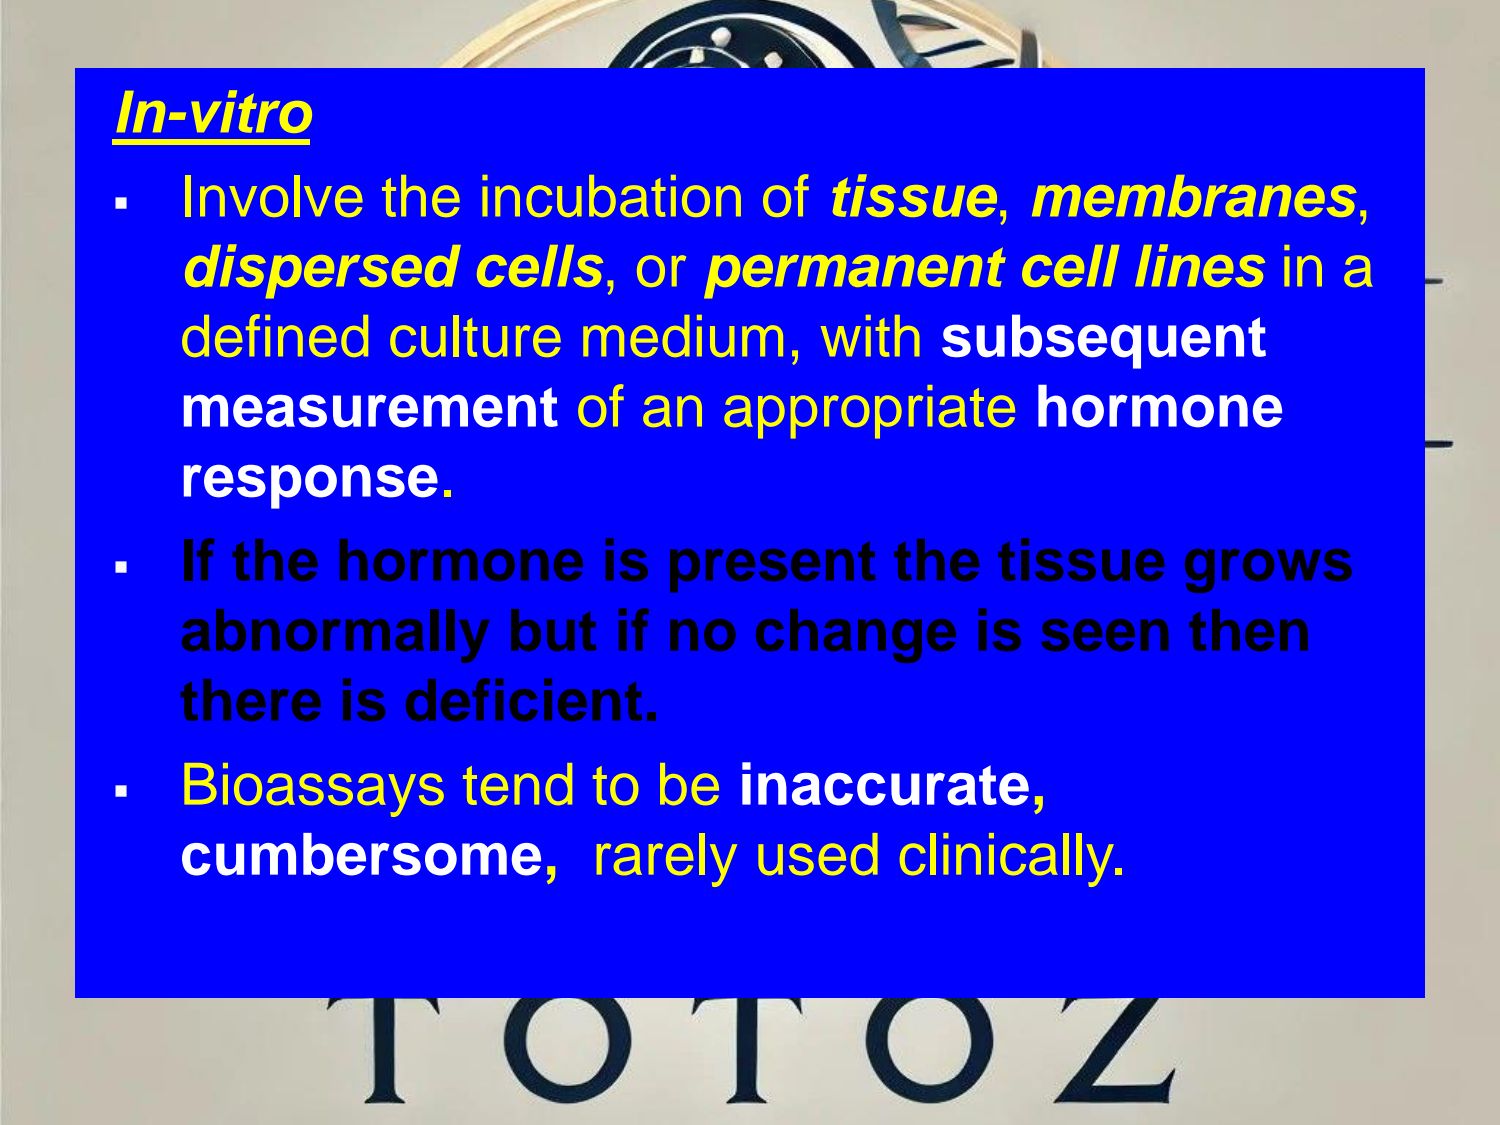 In-vitro
▪ Involve the incubation of tissue, membranes,
dispersed cells, or permanent cell lines in a
defined culture medium, with subsequent
measurement of an appropriate hormone
response.
▪ If the hormone is present the tissue grows
abnormally but if no change is seen then
there is deficient.
▪ Bioassays tend to be inaccurate,
cumbersome, rarely used clinically.
TOTOZ